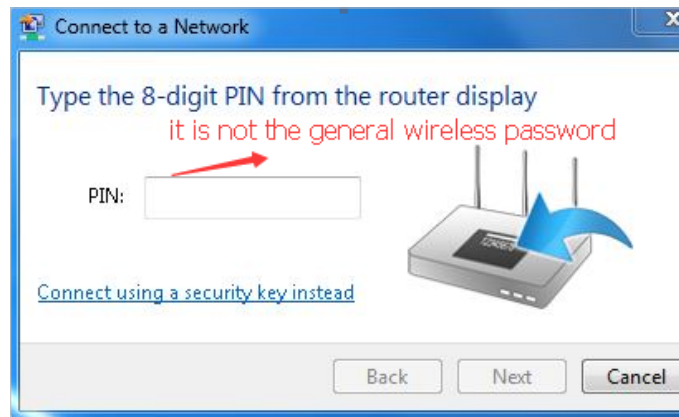 Connect to a Network
Type the 8-digit PIN from the router display
it is not the general wireless password
PIN:
Connect using a security key instead
Back Next Cancel